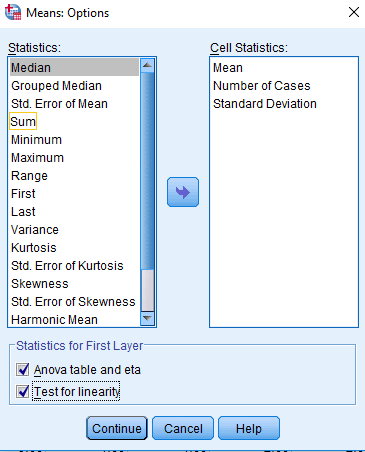 Means: Options
Statistics:
Median
Grouped Median
Std. Error of Mean
Sum
Minimum
Maximum
Range
First
Last
Variance
Kurtosis
Std. Error of Kurtosis
Skewness
Std. Error of Skewness
Harmonic Mean
Cell Statistics:
Mean
Number of Cases
Standard Deviation
Statistics for First Layer
Anova table and eta
Test for linearity
Continue
Cancel
Help